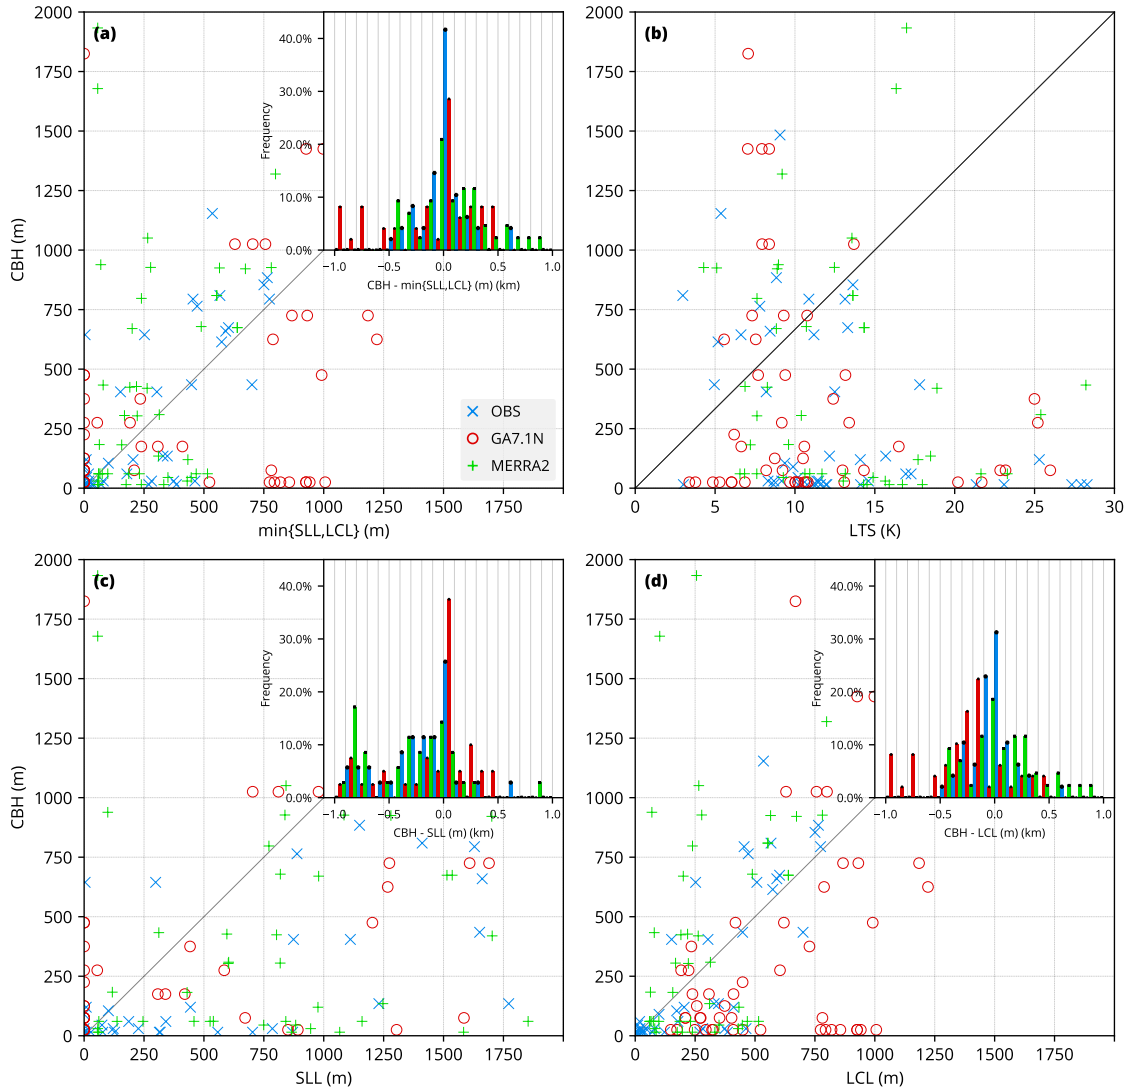 2000
1750
1500
1250
1000
750
500
250
0
CBH (m)
(a)
0 250 500 750 1000 1250 1500 1750
min{SLL,LCL} (m)
40.0%
30.0%
20.0%
10.0%
0.0%
Frequency
−1.0 −0.5 0.0 0.5 1.0
CBH - min{SLL,LCL} (m) (km)
OBS
GA7.1N
MERRA2
2000
1750
1500
1250
1000
750
500
250
0
(b)
0 5 10 15 20 25 30
LTS (K)
2000
1750
1500
1250
1000
750
500
250
0
CBH (m)
(c)
0 250 500 750 1000 1250 1500 1750
SLL (m)
40.0%
30.0%
20.0%
10.0%
0.0%
Frequency
−1.0 −0.5 0.0 0.5 1.0
CBH - SLL (m) (km)
2000
1750
1500
1250
1000
750
500
250
0
(d)
0 250 500 750 1000 1250 1500 1750
LCL (m)
40.0%
30.0%
20.0%
10.0%
0.0%
Frequency
−1.0 −0.5 0.0 0.5 1.0
CBH - LCL (m) (km)